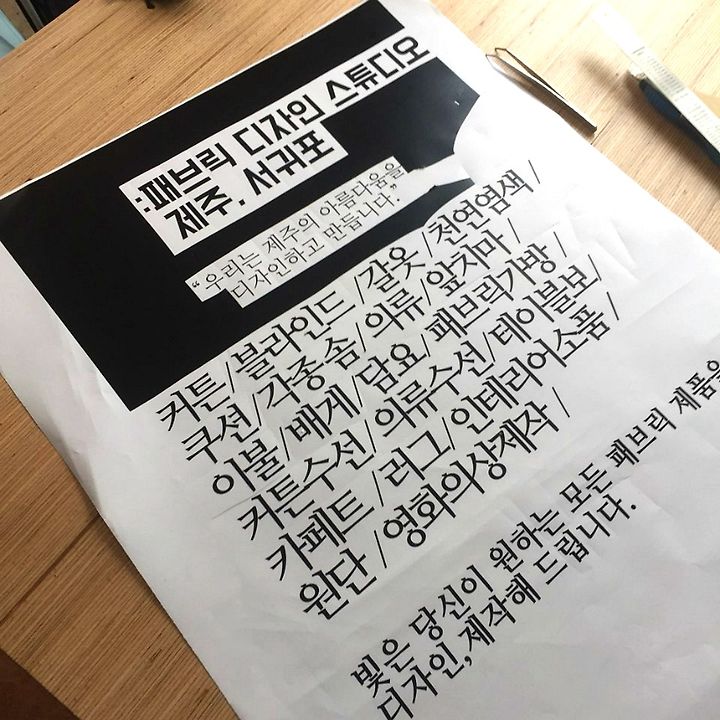 :패브릭 디자인 스튜디오
제주. 서귀포
“우리는 제주의 아름다움을
디자인하고 만듭니다.”
커튼/블라인드/갈옷/천연염색/
쿠션/각종 솜/의류/앞치마/
이불/배게/담요/패브릭가방/
커튼수선/의류수선/테이블보/
카페트/러그/인테리어소품/
원단/영화의상제작/
빛은 당신이 원하는 모든 패브릭 제품을
디자인,제작해 드립니다.